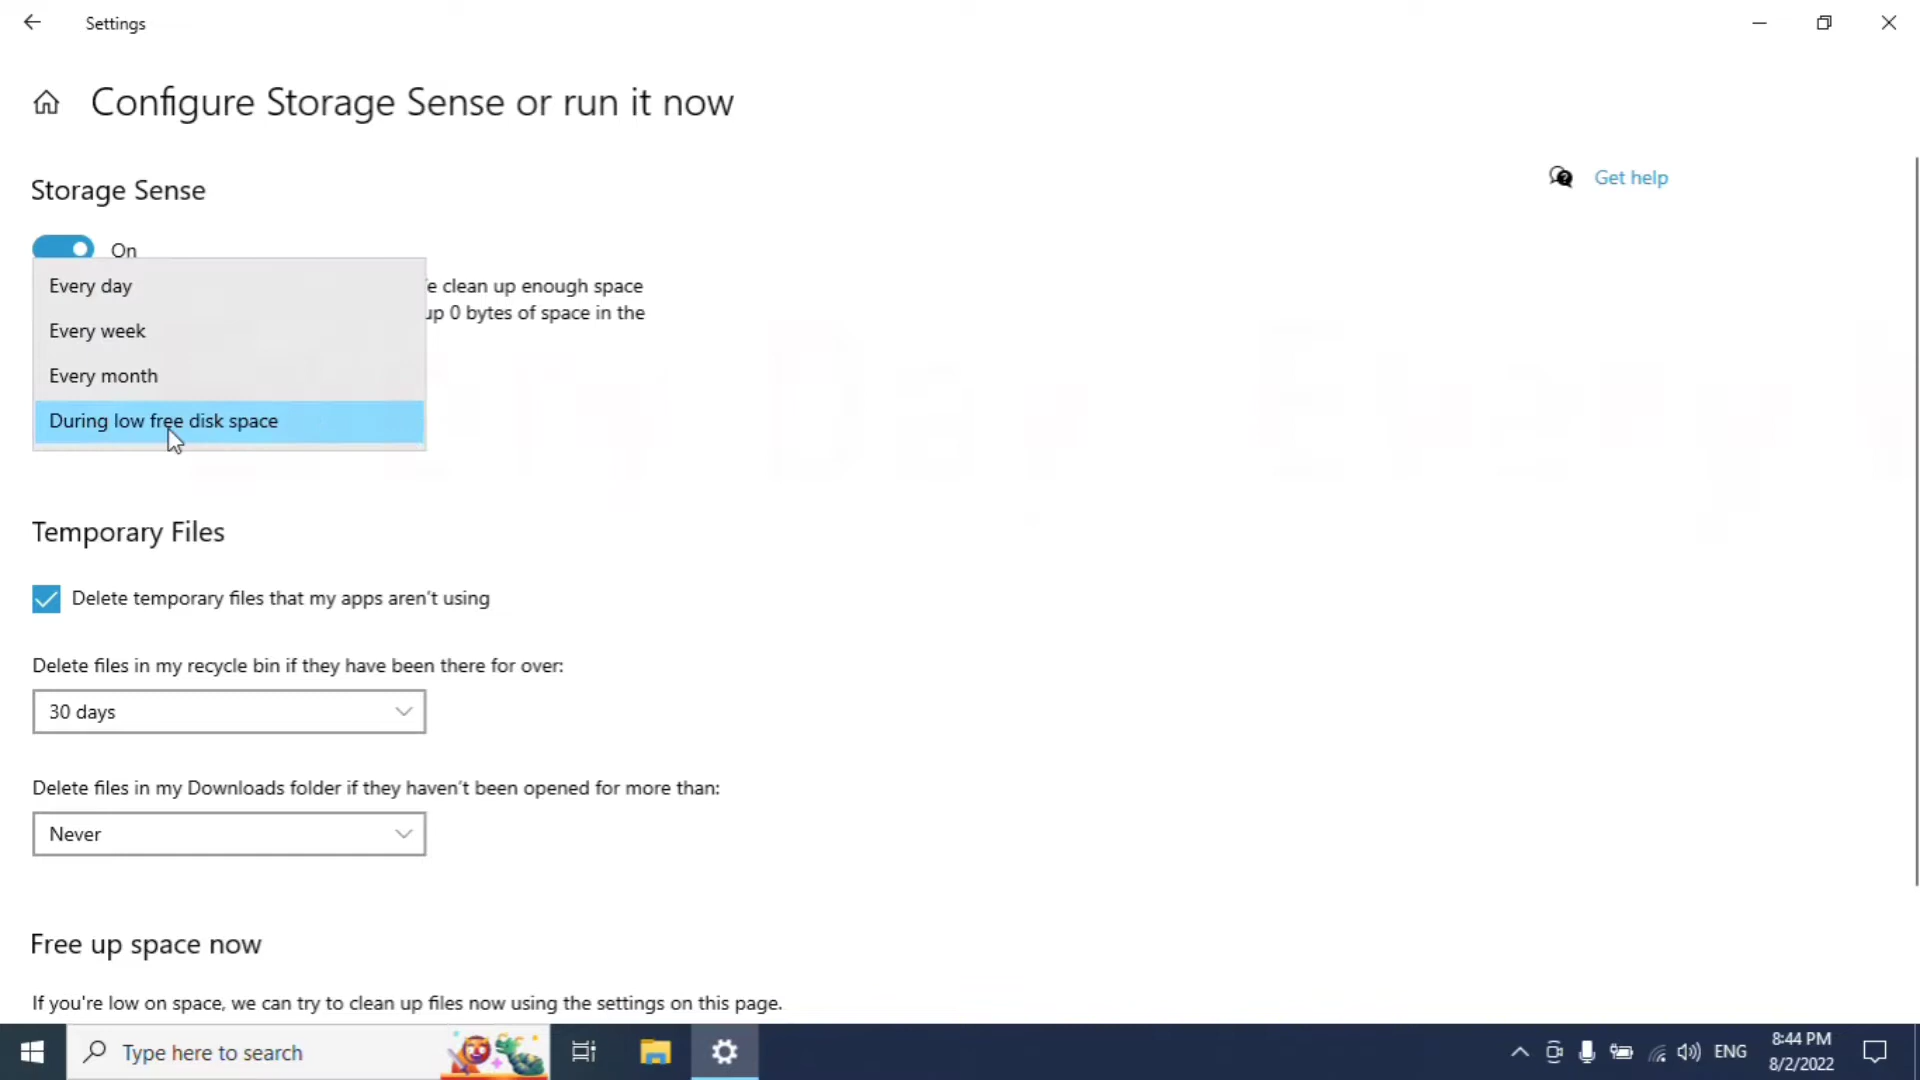 Settings
Configure Storage Sense or run it now
Storage Sense
Get help
On
Every day
e clean up enough space
up 0 bytes of space in the
Every week
Every month
During low free disk space
Temporary Files
Delete temporary files that my apps aren't using
Delete files in my recycle bin if they have been there for over:
30 days
Delete files in my Downloads folder if they haven't been opened for more than:
Never
Free up space now
If you're low on space, we can try to clean up files now using the settings on this page.
Type here to search
ENG
8:44 PM
8/2/2022